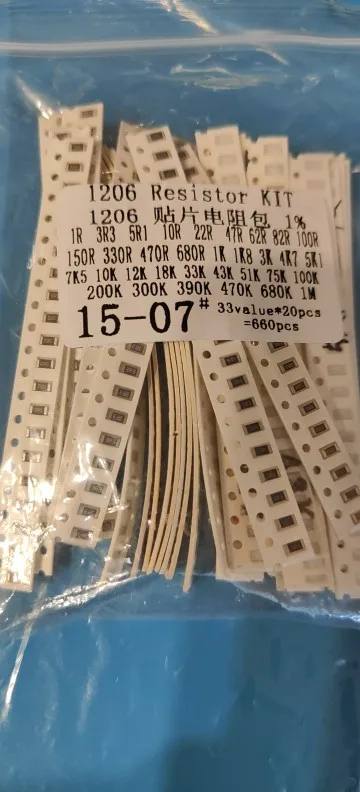 1206 Resistor KIT
1206 贴片电阻包 1%
1R 3R3 5R1 10R 22R 47R 62R 82R 100R
150R 330R 470R 680R 1K 1K8 3K 4K7 5K1
7K5 10K 12K 18K 33K 43K 51K 75K 100K
200K 300K 390K 470K 680K 1M
15-07# 33value*20pcs
=660pcs